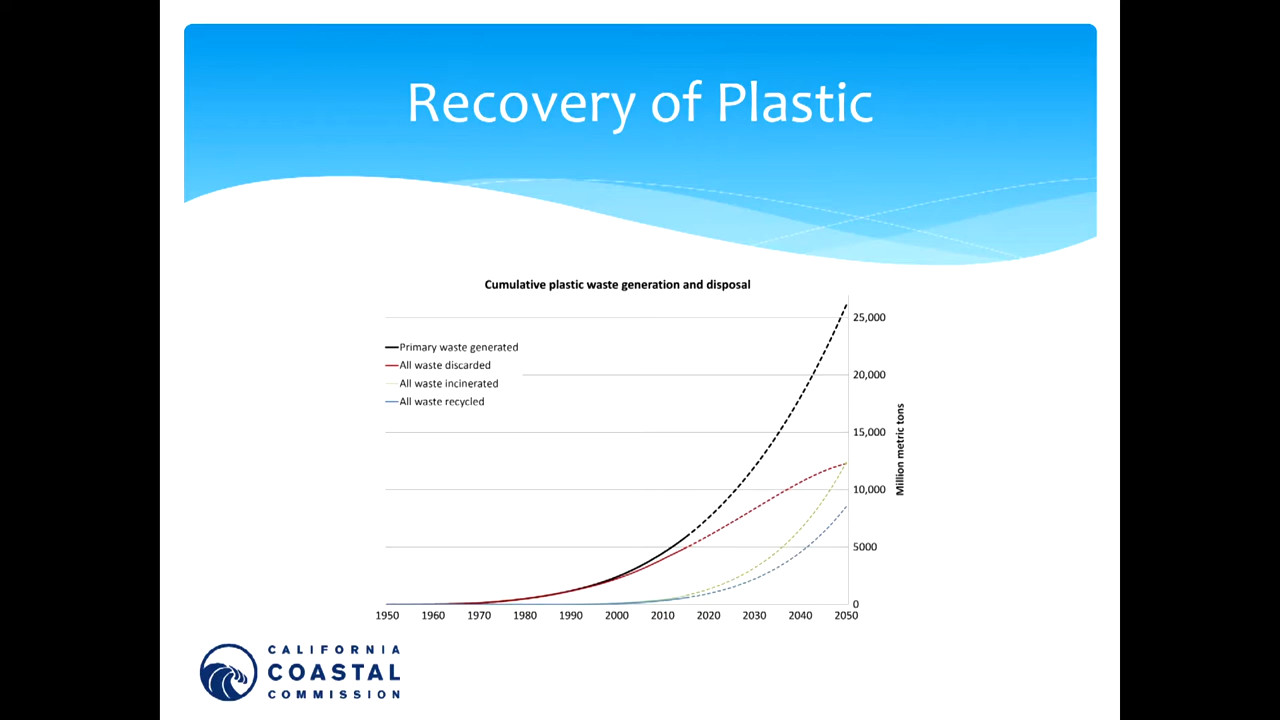 Recovery of Plastic
Cumulative plastic waste generation and disposal
Primary waste generated
All waste discarded
All waste incinerated
All waste recycled
25,000
20,000
15,000
10,000
5000
0
Million metric tons
1950 1960 1970 1980 1990 2000 2010 2020 2030 2040 2050
CALIFORNIA
COASTAL
COMMISSION